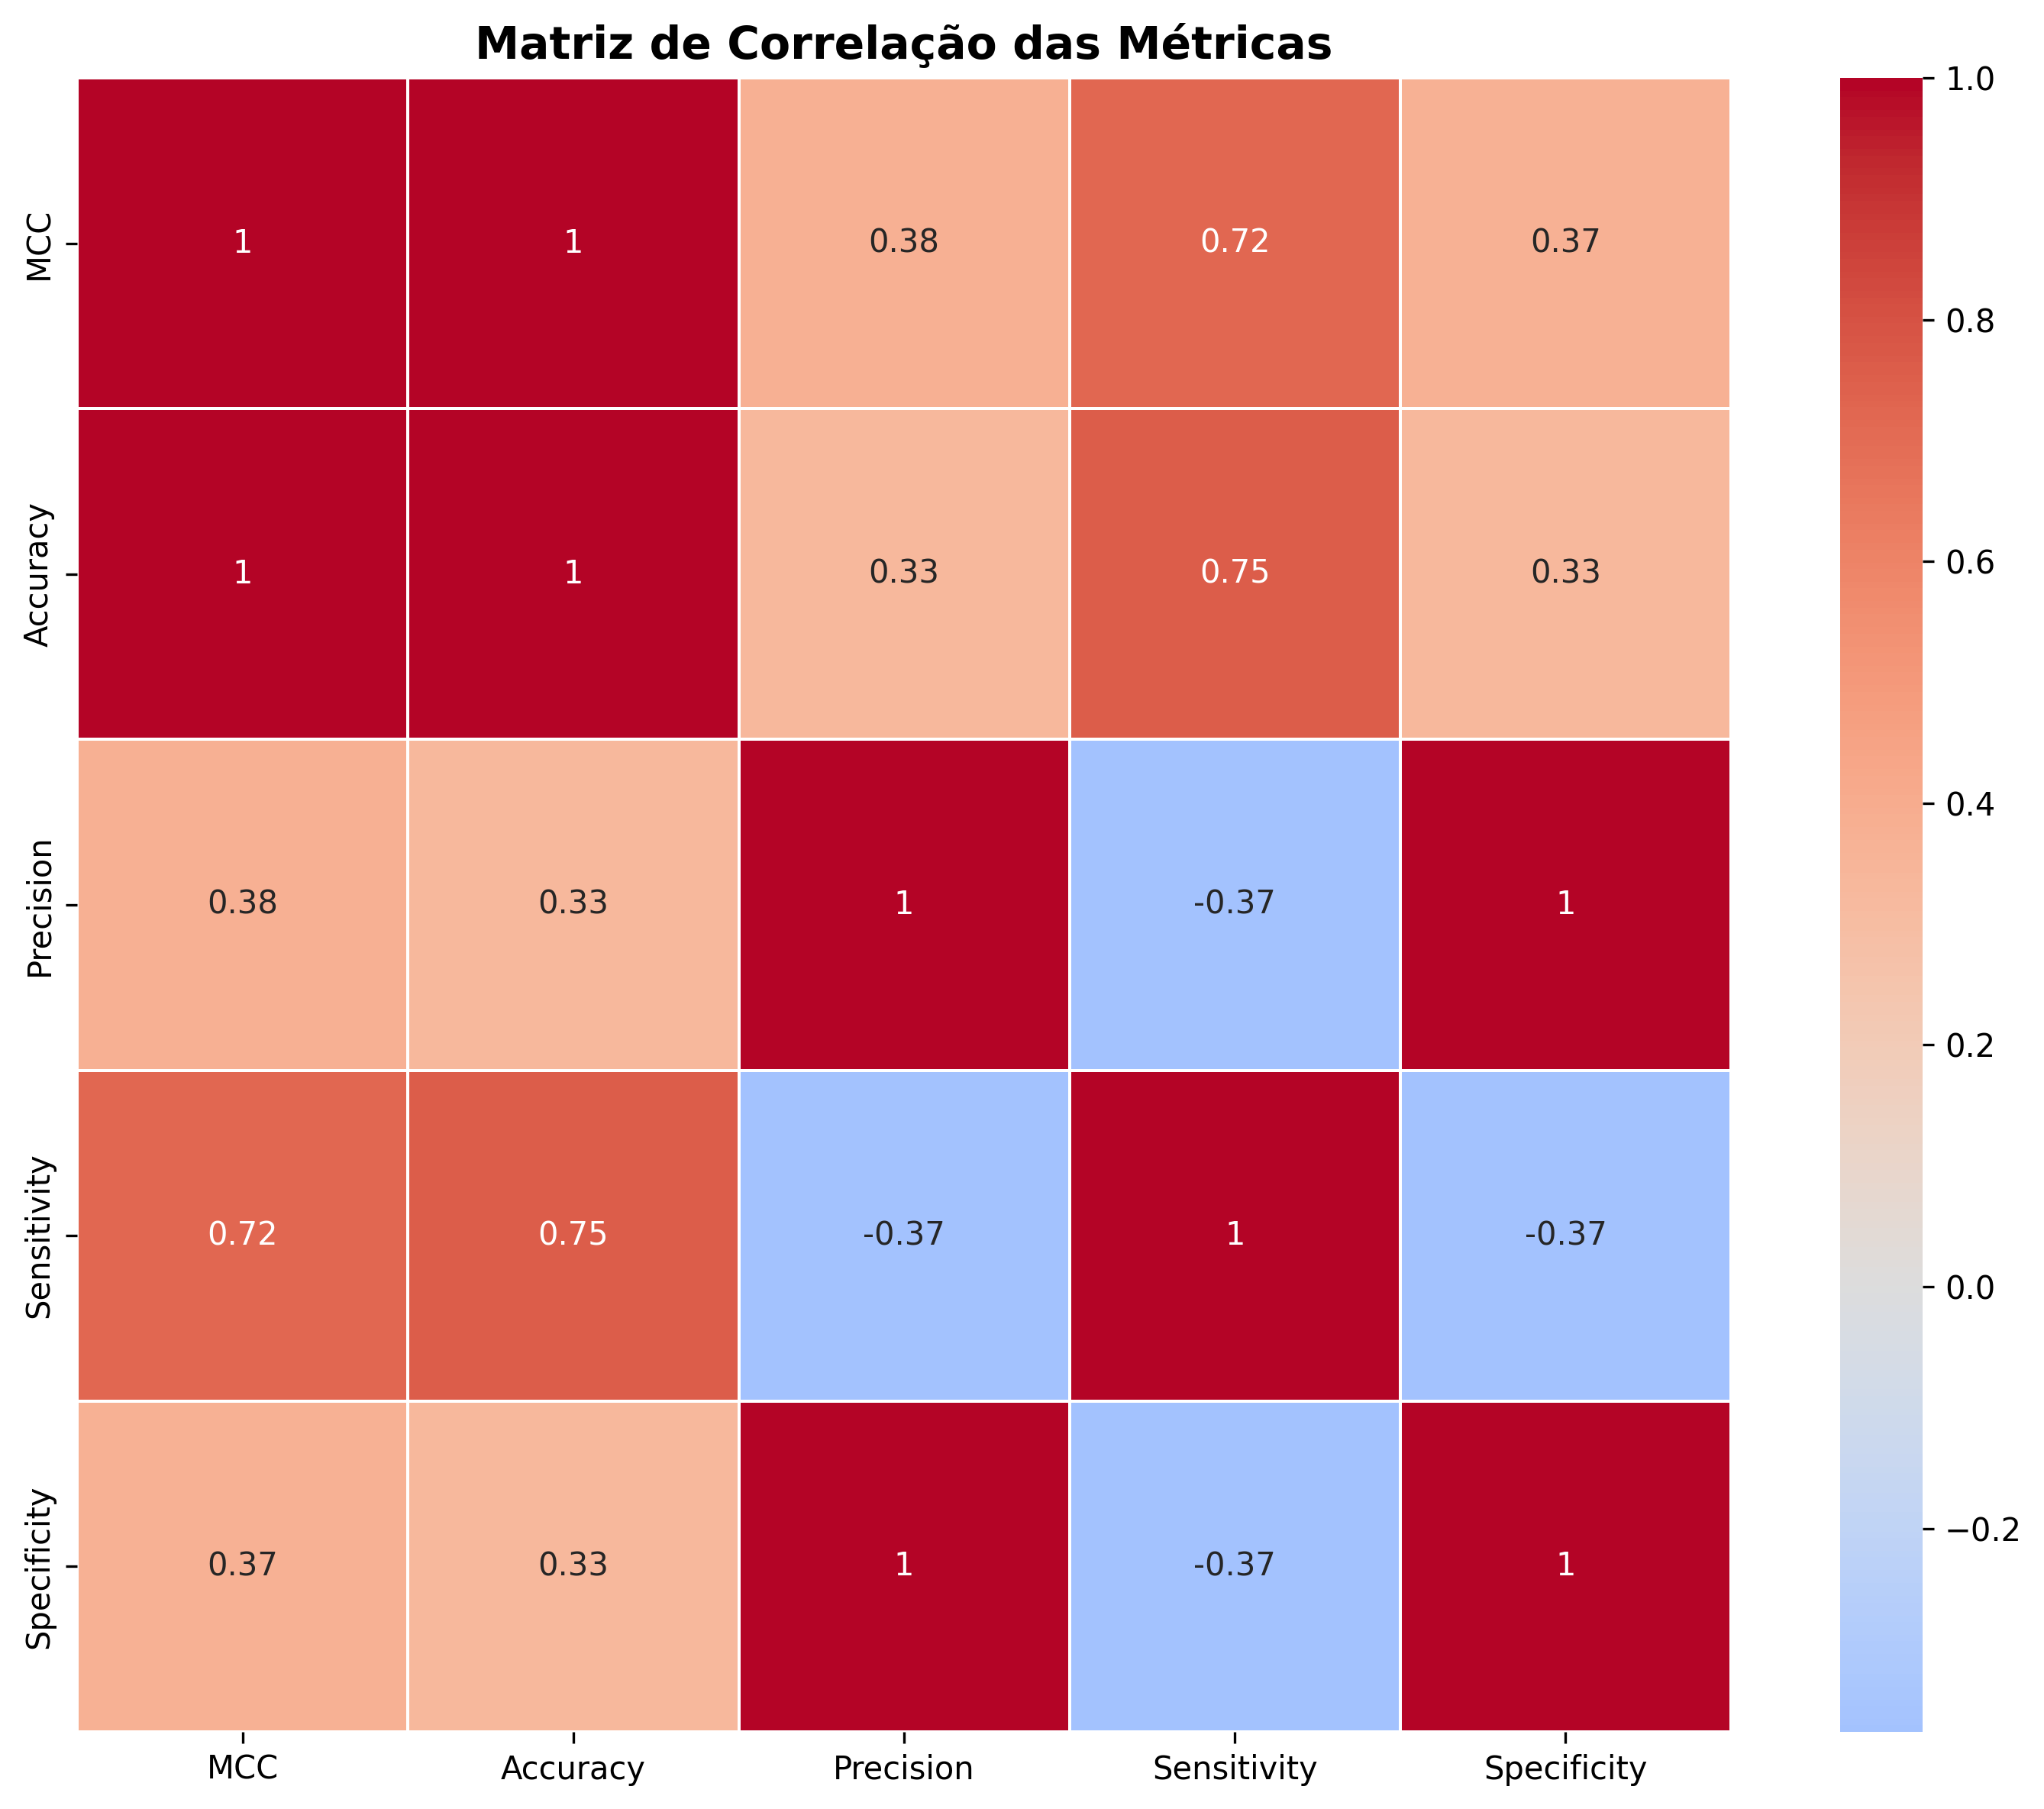 Matriz de Correlação das Métricas
MCC 1 1 0.38 0.72 0.37
Accuracy 1 1 0.33 0.75 0.33
Precision 0.38 0.33 1 -0.37 1
Sensitivity 0.72 0.75 -0.37 1 -0.37
Specificity 0.37 0.33 1 -0.37 1
MCC Accuracy Precision Sensitivity Specificity
1.0
0.8
0.6
0.4
0.2
0.0
−0.2